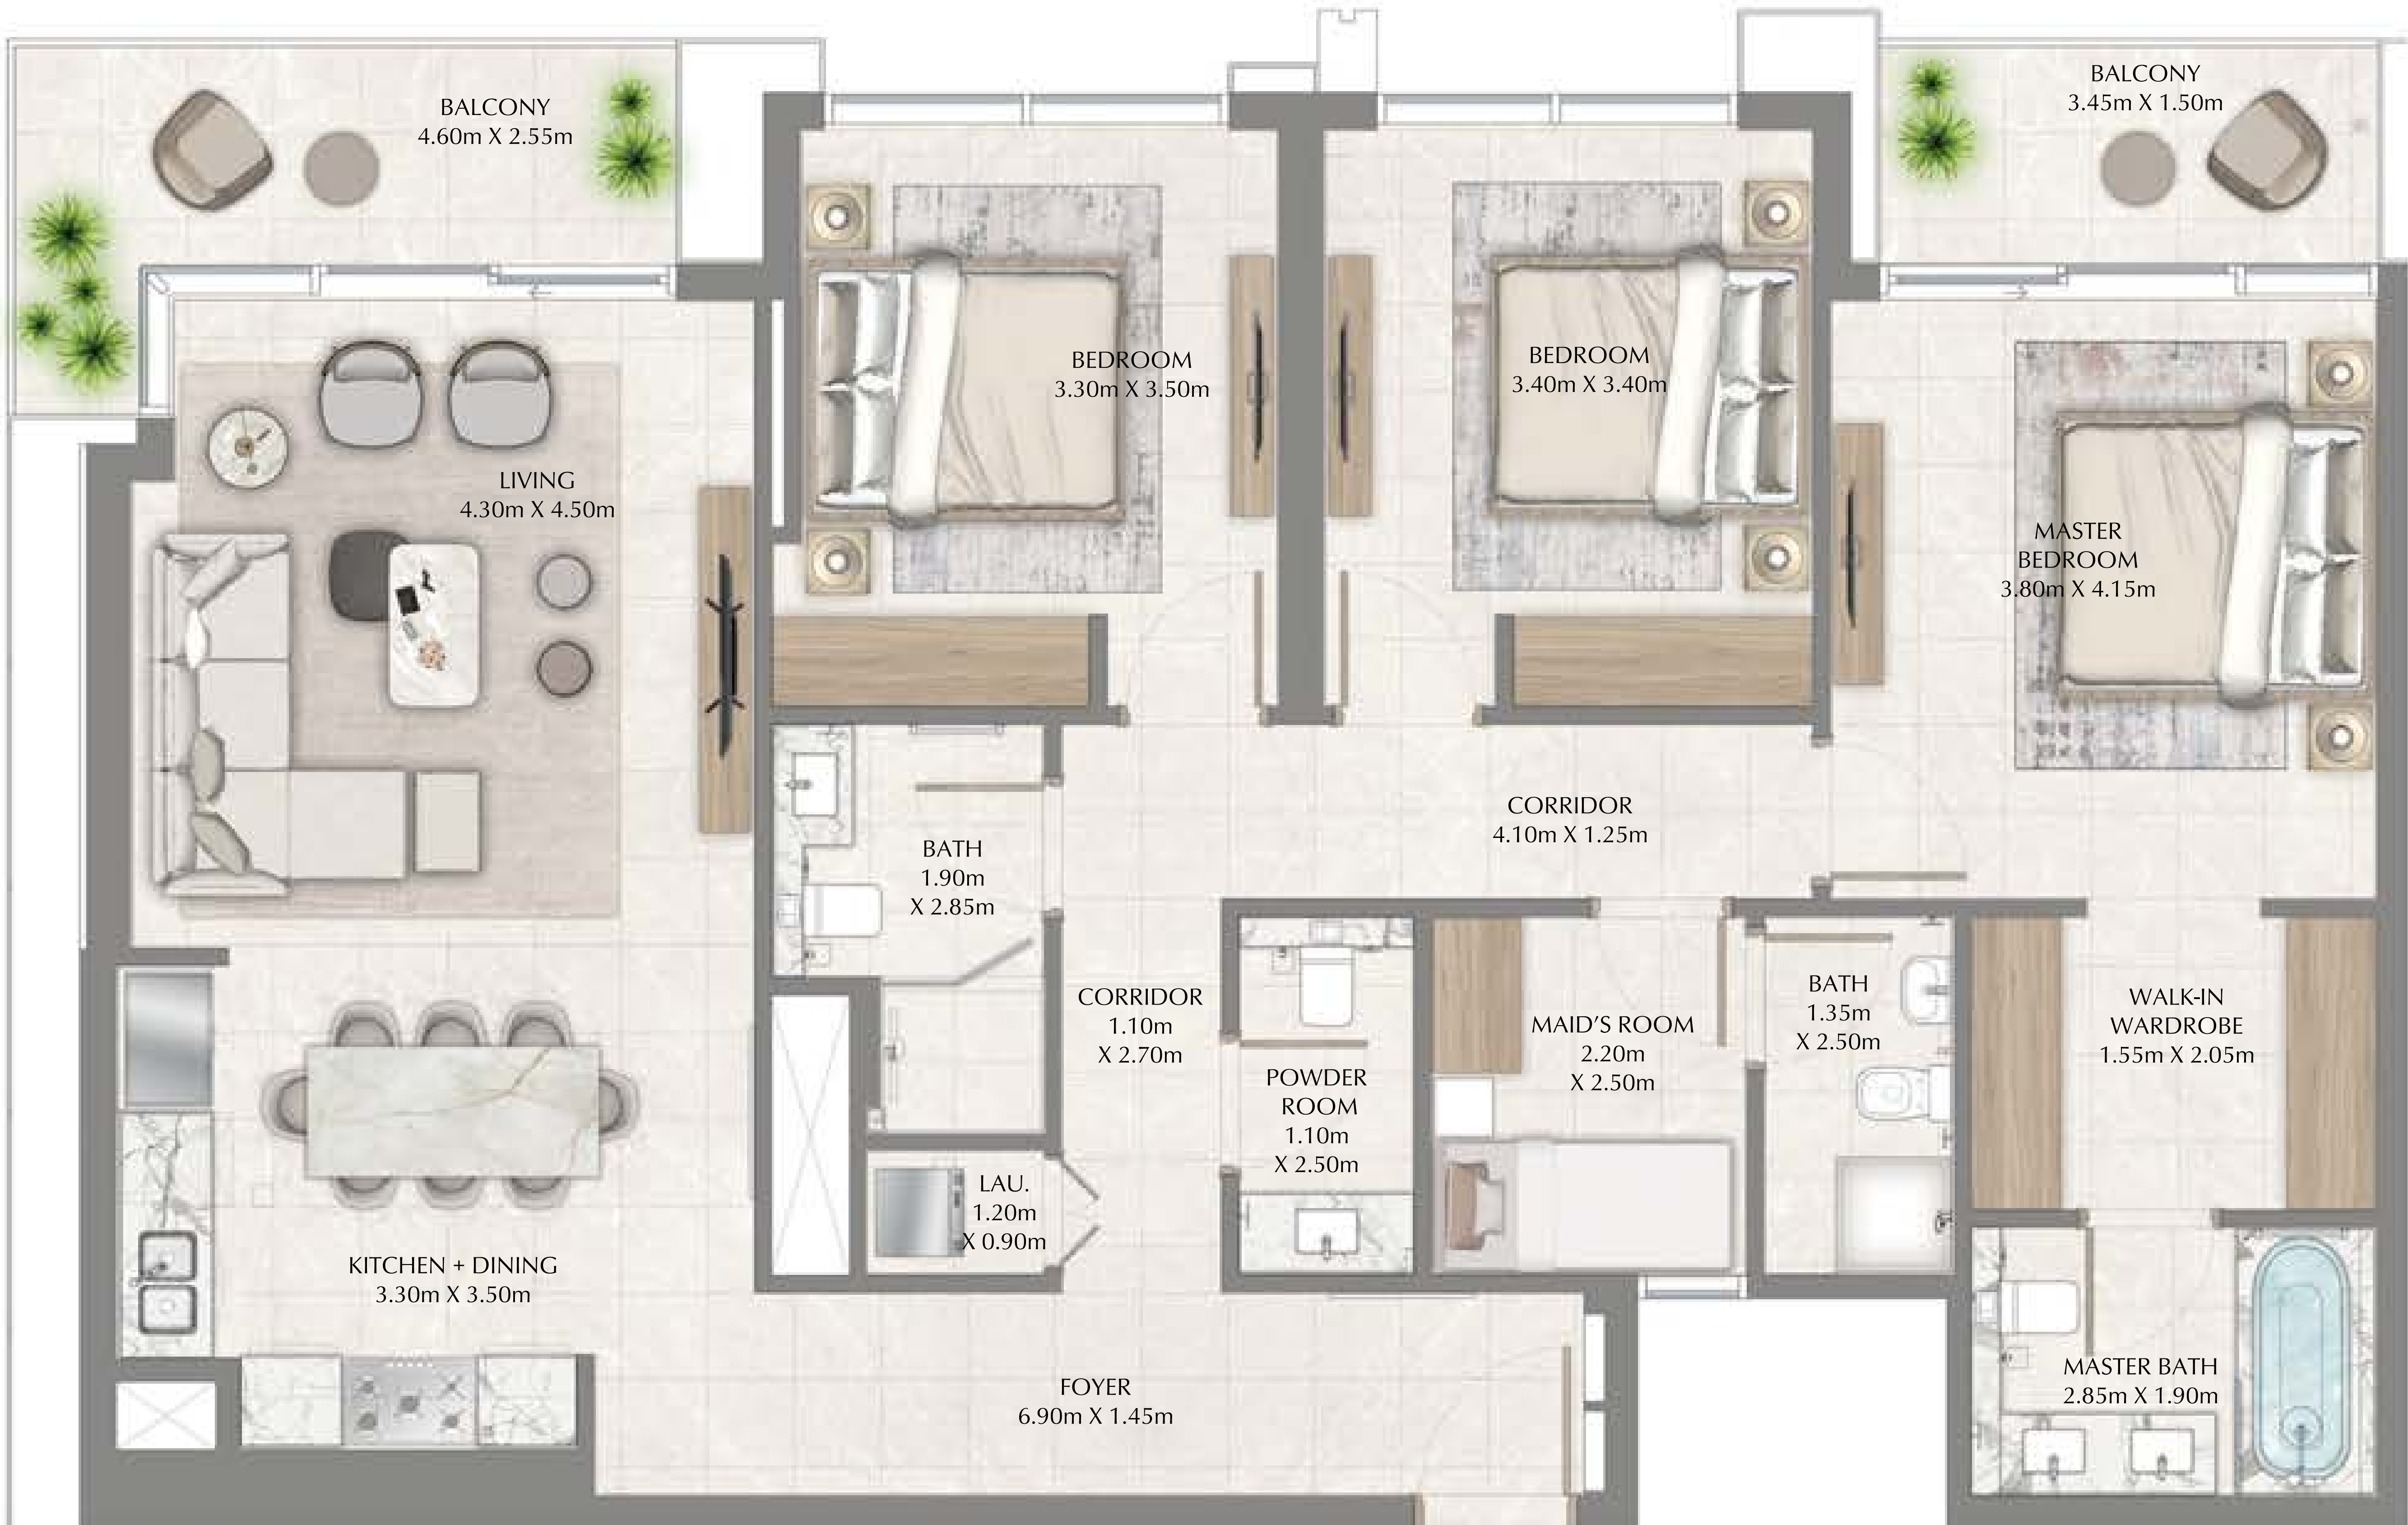 BALCONY
4.60m X 2.55m
BALCONY
3.45m X 1.50m
BEDROOM
3.30m X 3.50m
BEDROOM
3.40m X 3.40m
LIVING
4.30m X 4.50m
MASTER
BEDROOM
3.80m X 4.15m
CORRIDOR
4.10m X 1.25m
BATH
1.90m
X 2.85m
CORRIDOR
1.10m
X 2.70m
POWDER
ROOM
1.10m
X 2.50m
MAID'S ROOM
2.20m
X 2.50m
BATH
1.35m
X 2.50m
WALK-IN
WARDROBE
1.55m X 2.05m
LAU.
1.20m
X 0.90m
KITCHEN + DINING
3.30m X 3.50m
FOYER
6.90m X 1.45m
MASTER BATH
2.85m X 1.90m